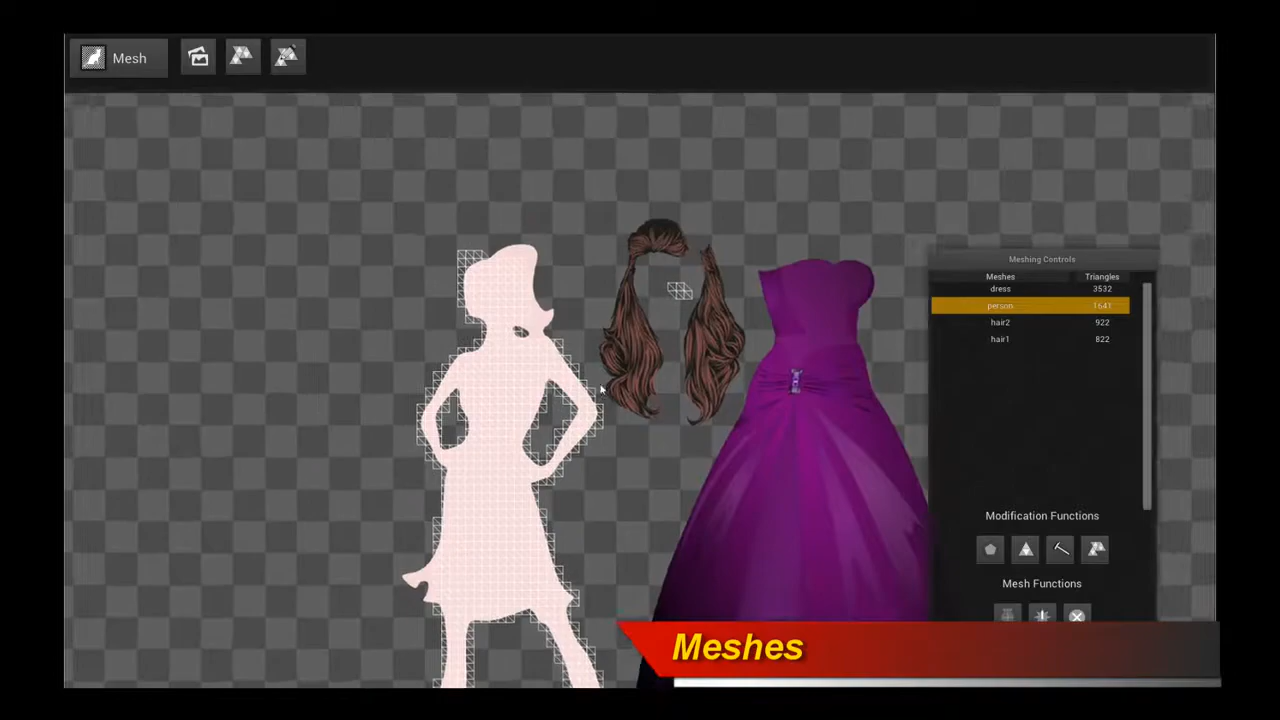 Mesh
Meshing Controls
Meshes Triangles
dress 3532
person 1641
hair2 922
hair1 822
Modification Functions
Mesh Functions
Meshes